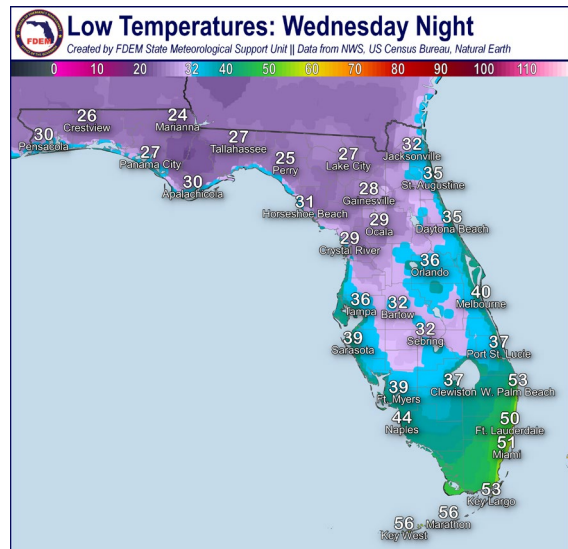 FDEM
Low Temperatures: Wednesday Night
Created by FDEM State Meteorological Support Unit || Data from NWS, US Census Bureau, Natural Earth
0 10 20 32 40 50 60 70 80 90 100 110
26
Crestview
24
Marianna
30
Pensacola
27
Panama City
30
Apalachicola
27
Tallahassee
25
Perry
27
Lake City
32
Jacksonville
35
St. Augustine
28
Gainesville
31
Horseshoe Beach
29
Ocala
35
Daytona Beach
29
Crystal River
36
Orlando
40
Melbourne
36
Tampa
32
Bartow
39
Sarasota
32
Sebring
37
Port St. Lucie
39
Ft. Myers
37
Clewiston
53
W. Palm Beach
44
Naples
50
Ft. Lauderdale
51
Miami
53
Key Largo
56
Marathon
56
Key West